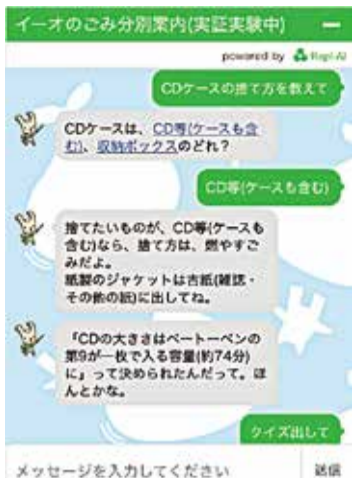 イーオのごみ分別案内(実証実験中)
powered by Repl-AI
CDケースの捨て方を教えて
CDケースは、CD等(ケースも含
む)、収納ボックスのどれ?
CD等(ケースも含む)
捨てたいものが、CD等(ケースも
含む)なら、捨て方は、燃やすご
みだよ。
紙製のジャケットは古紙(雑誌・
その他の紙)に出してね。
「CDの大きさはベートーベンの
第9が一枚で入る容量(約74分)
に」って決められたんだって。ほ
んとかな。
クイズ出して
メッセージを入力してください
送信